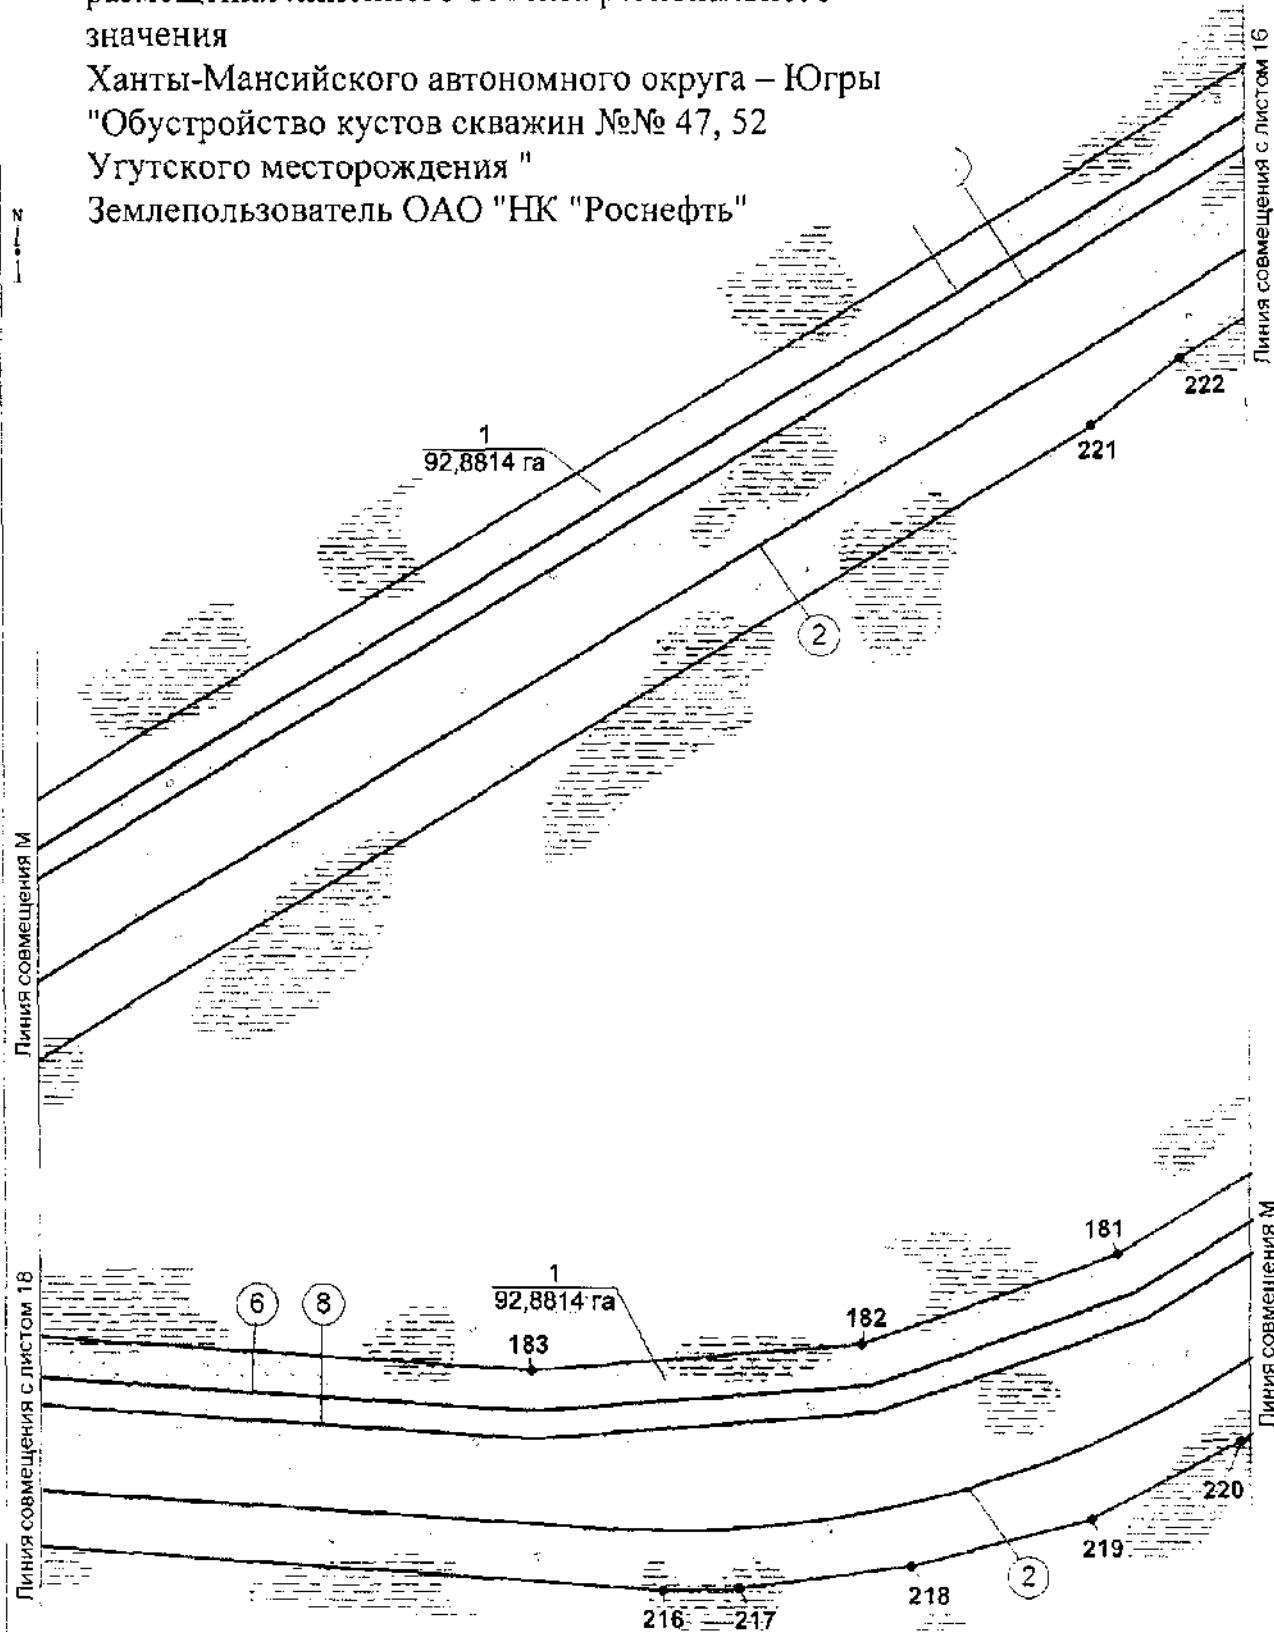 значения
Ханты-Мансийского автономного округа – Югры
"Обустройство кустов скважин №№ 47, 52
Угутского месторождения "
Землепользователь ОАО "НК "Роснефть"
N
Линия совмещения с листом 16
222
221
1
92,8814 га
2
Линия совмещения М
181
1
92,8814 га
6
8
183
182
Линия совмещения М
Линия совмещения с листом 18
220
219
2
218
216
217